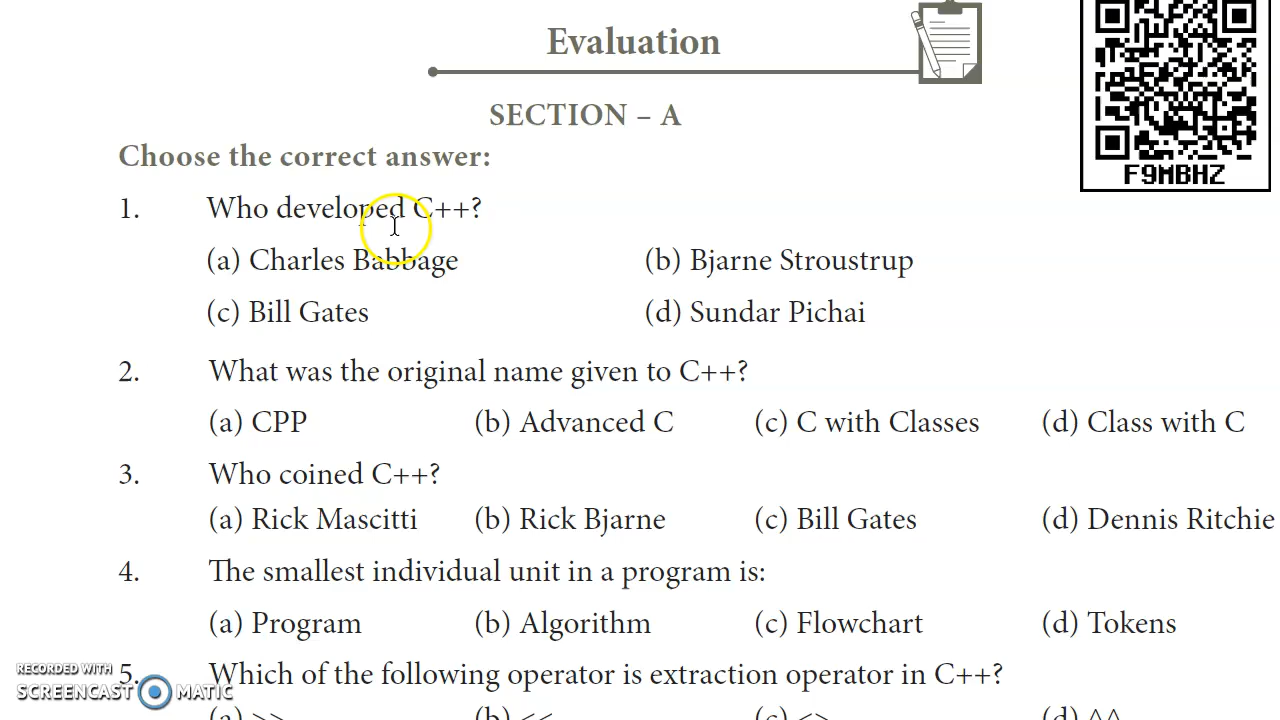 Evaluation
F9MBHZ
SECTION – A
Choose the correct answer:
1. Who developed C++?
(a) Charles Babbage (b) Bjarne Stroustrup
(c) Bill Gates (d) Sundar Pichai
2. What was the original name given to C++?
(a) CPP (b) Advanced C (c) C with Classes (d) Class with C
3. Who coined C++?
(a) Rick Mascitti (b) Rick Bjarne (c) Bill Gates (d) Dennis Ritchie
4. The smallest individual unit in a program is:
(a) Program (b) Algorithm (c) Flowchart (d) Tokens
5. Which of the following operator is extraction operator in C++?
(a) >> (b) << (c) <> (d) ^^
RECORDED WITH
SCREENCAST MATIC